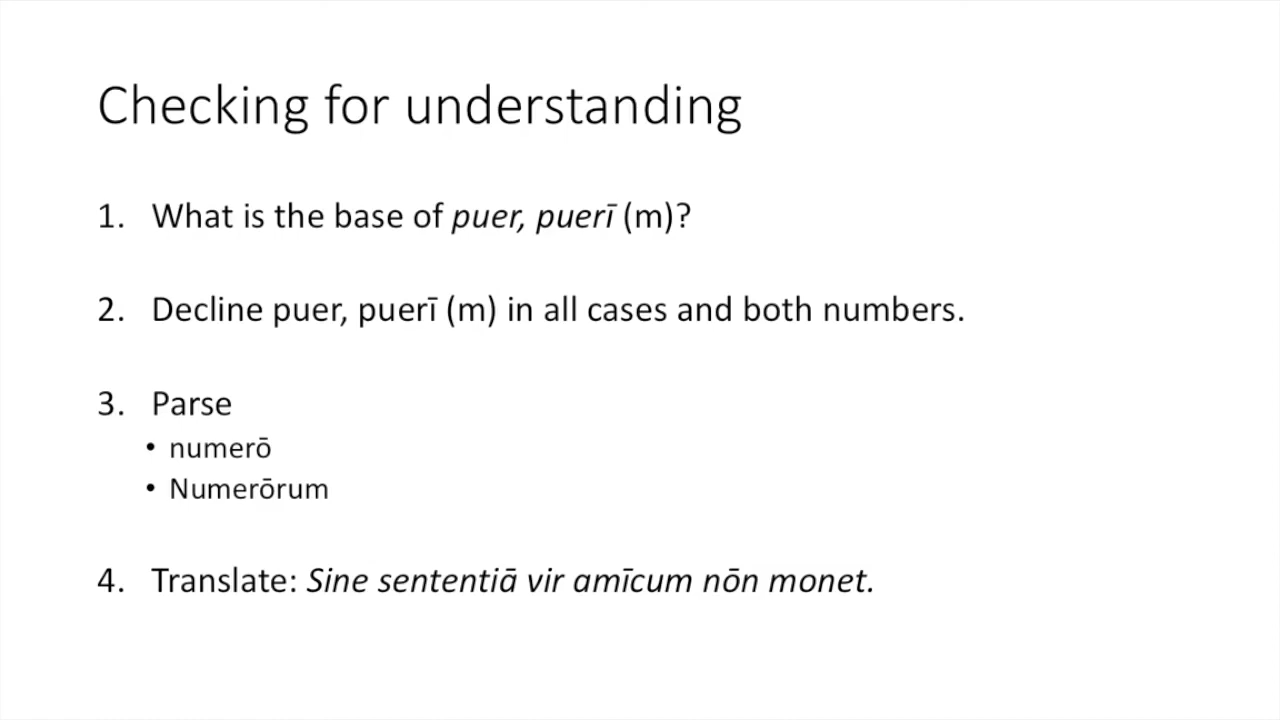 Checking for understanding
1. What is the base of puer, puerī (m)?
2. Decline puer, puerī (m) in all cases and both numbers.
3. Parse
• numerō
• Numerōrum
4. Translate: Sine sententiā vir amīcum nōn monet.